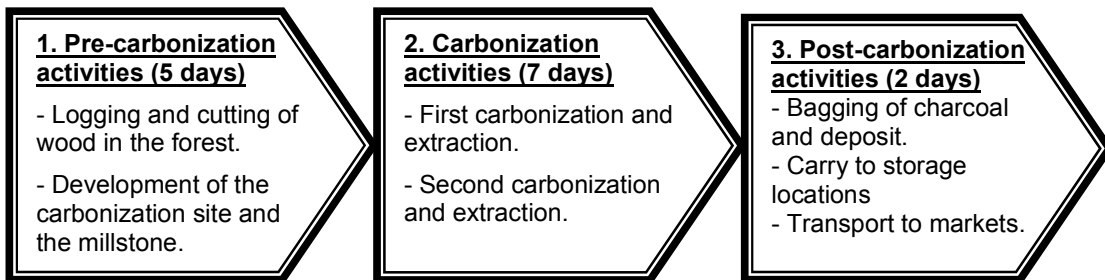 1. Pre-carbonization
activities (5 days)
- Logging and cutting of
wood in the forest.
- Development of the
carbonization site and
the millstone.
2. Carbonization
activities (7 days)
- First carbonization and
extraction.
- Second carbonization
and extraction.
3. Post-carbonization
activities (2 days)
- Bagging of charcoal
and deposit.
- Carry to storage
locations
- Transport to markets.